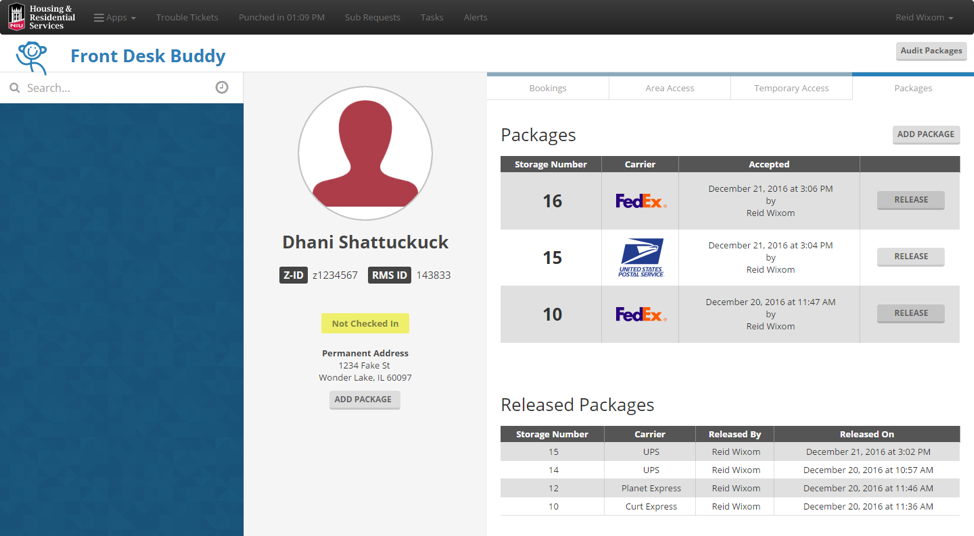 NIU
Housing &
Residential
Services
Apps
Trouble Tickets
Punched in 01:09 PM
Sub Requests
Tasks
Alerts
Reid Wixom
Front Desk Buddy
Audit Packages
Search...
Dhani Shattuckuck
Z-ID z1234567 RMS ID 143833
Not Checked In
Permanent Address
1234 Fake St
Wonder Lake, IL 60097
ADD PACKAGE
Bookings
Area Access
Temporary Access
Packages
Packages
ADD PACKAGE
Storage Number Carrier Accepted
16 FedEx. December 21, 2016 at 3:06 PM
by
Reid Wixom
RELEASE
15 UNITED STATES
POSTAL SERVICE
December 21, 2016 at 3:04 PM
by
Reid Wixom
RELEASE
10 FedEx. December 20, 2016 at 11:47 AM
by
Reid Wixom
RELEASE
Released Packages
Storage Number Carrier Released By Released On
15 UPS Reid Wixom December 21, 2016 at 3:02 PM
14 UPS Reid Wixom December 20, 2016 at 10:57 AM
12 Planet Express Reid Wixom December 20, 2016 at 11:46 AM
10 Curt Express Reid Wixom December 20, 2016 at 11:36 AM